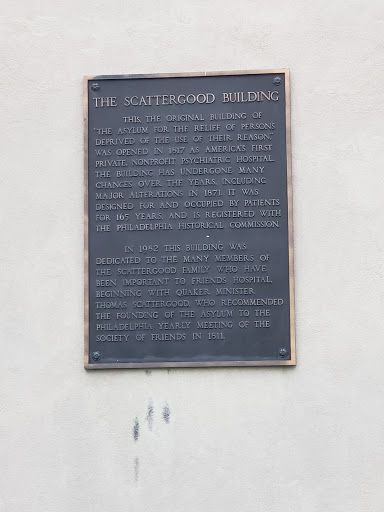 THE SCATTERGOOD BUILDING
THIS, THE ORIGINAL BUILDING OF
"THE ASYLUM FOR THE RELIEF OF PERSONS
DEPRIVED OF THE USE OF THEIR REASON,"
WAS OPENED IN 1817 AS AMERICA'S FIRST
PRIVATE, NONPROFIT PSYCHIATRIC HOSPITAL.
THE BUILDING HAS UNDERGONE MANY
CHANGES OVER THE YEARS, INCLUDING
MAJOR ALTERATIONS IN 1871. IT WAS
DESIGNED FOR AND OCCUPIED BY PATIENTS
FOR 165 YEARS, AND IS REGISTERED WITH
THE PHILADELPHIA HISTORICAL COMMISSION.
IN 1982 THIS BUILDING WAS
DEDICATED TO THE MANY MEMBERS OF
THE SCATTERGOOD FAMILY WHO HAVE
BEEN IMPORTANT TO FRIENDS HOSPITAL,
BEGINNING WITH QUAKER MINISTER
THOMAS SCATTERGOOD, WHO RECOMMENDED
THE FOUNDING OF THE ASYLUM TO THE
PHILADELPHIA YEARLY MEETING OF THE
SOCIETY OF FRIENDS IN 1811.